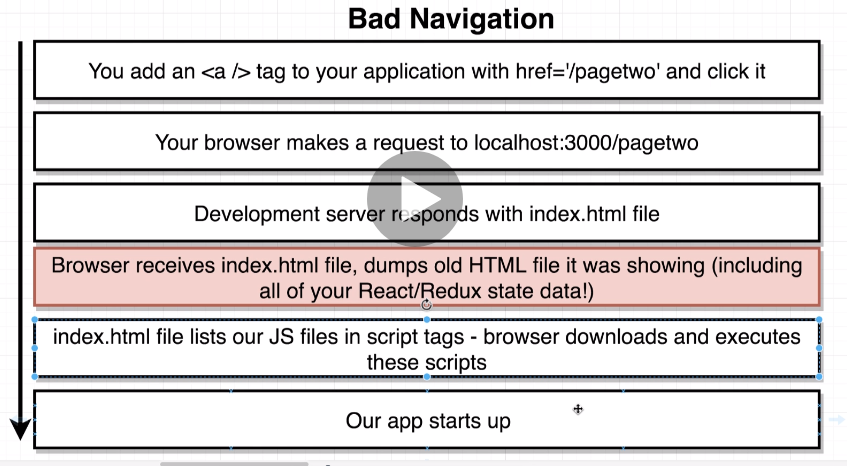 Bad Navigation
You add an <a /> tag to your application with href='/pagetwo' and click it
Your browser makes a request to localhost:3000/pagetwo
Development server responds with index.html file
Browser receives index.html file, dumps old HTML file it was showing (including
all of your React/Redux state data!)
index.html file lists our JS files in script tags - browser downloads and executes
these scripts
Our app starts up